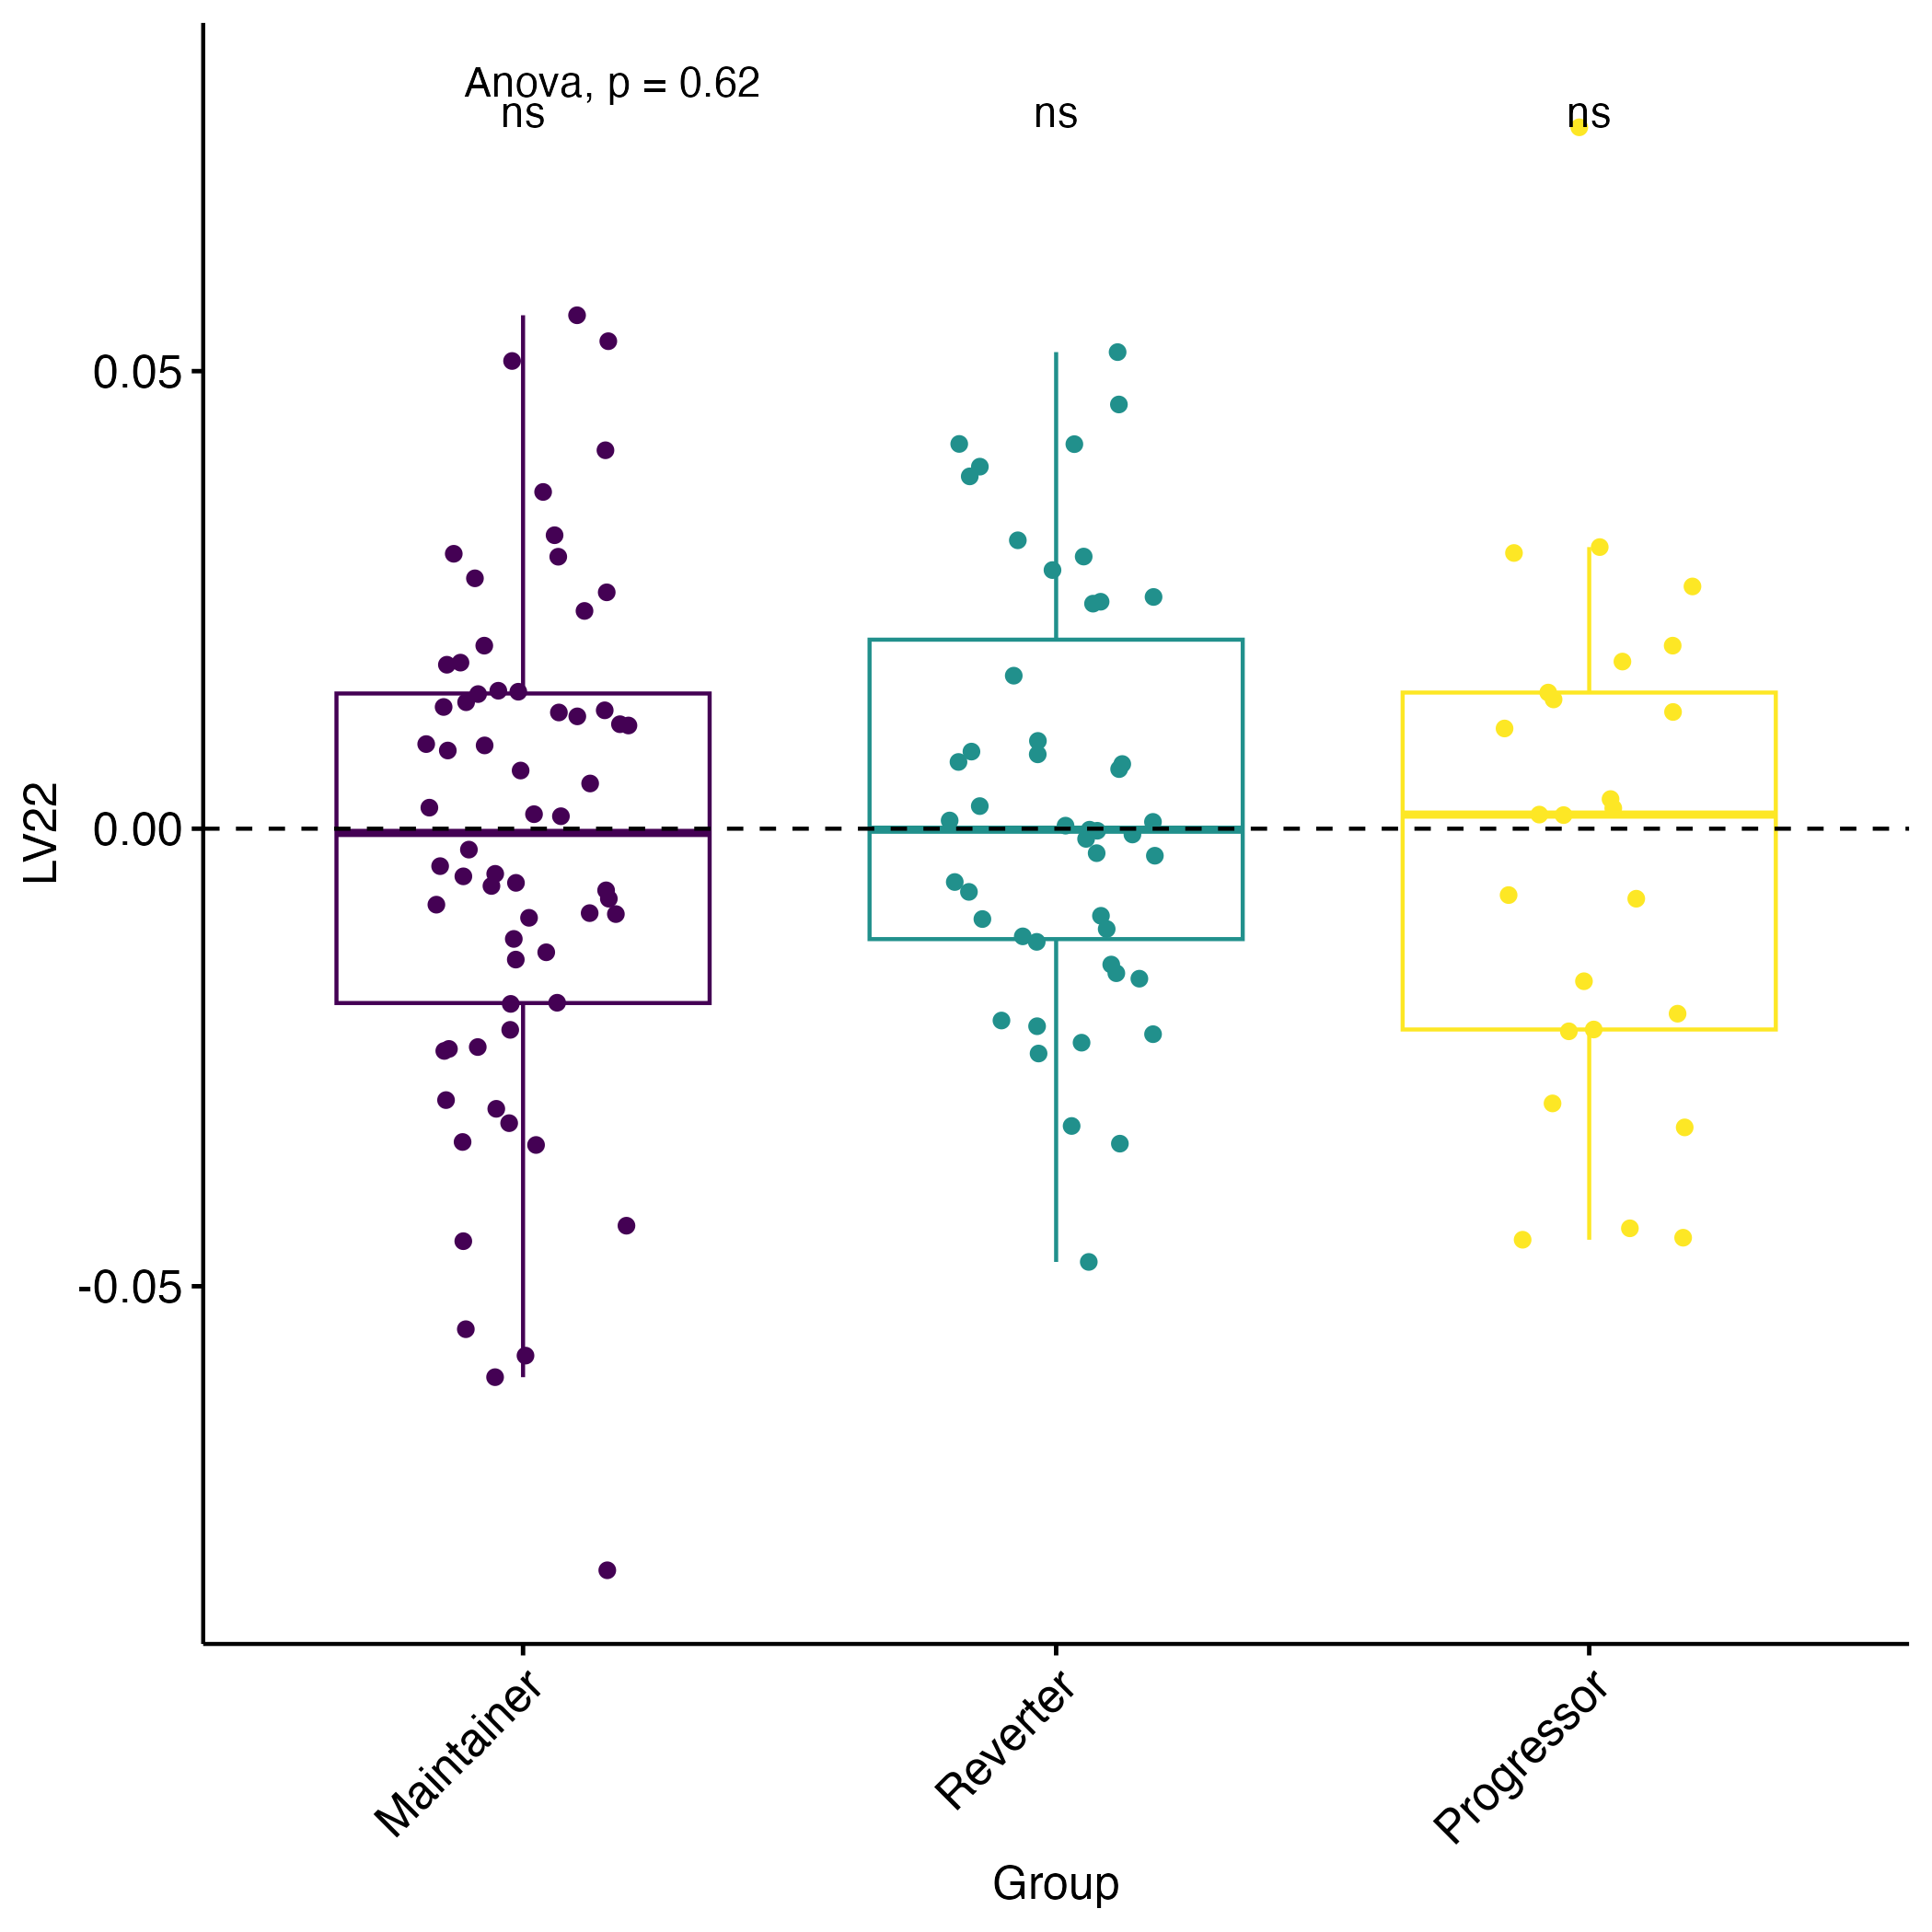 Anova, p = 0.62
ns ns ns
0.05
0.00
-0.05
LV22
Maintainer Reverter Progressor
Group